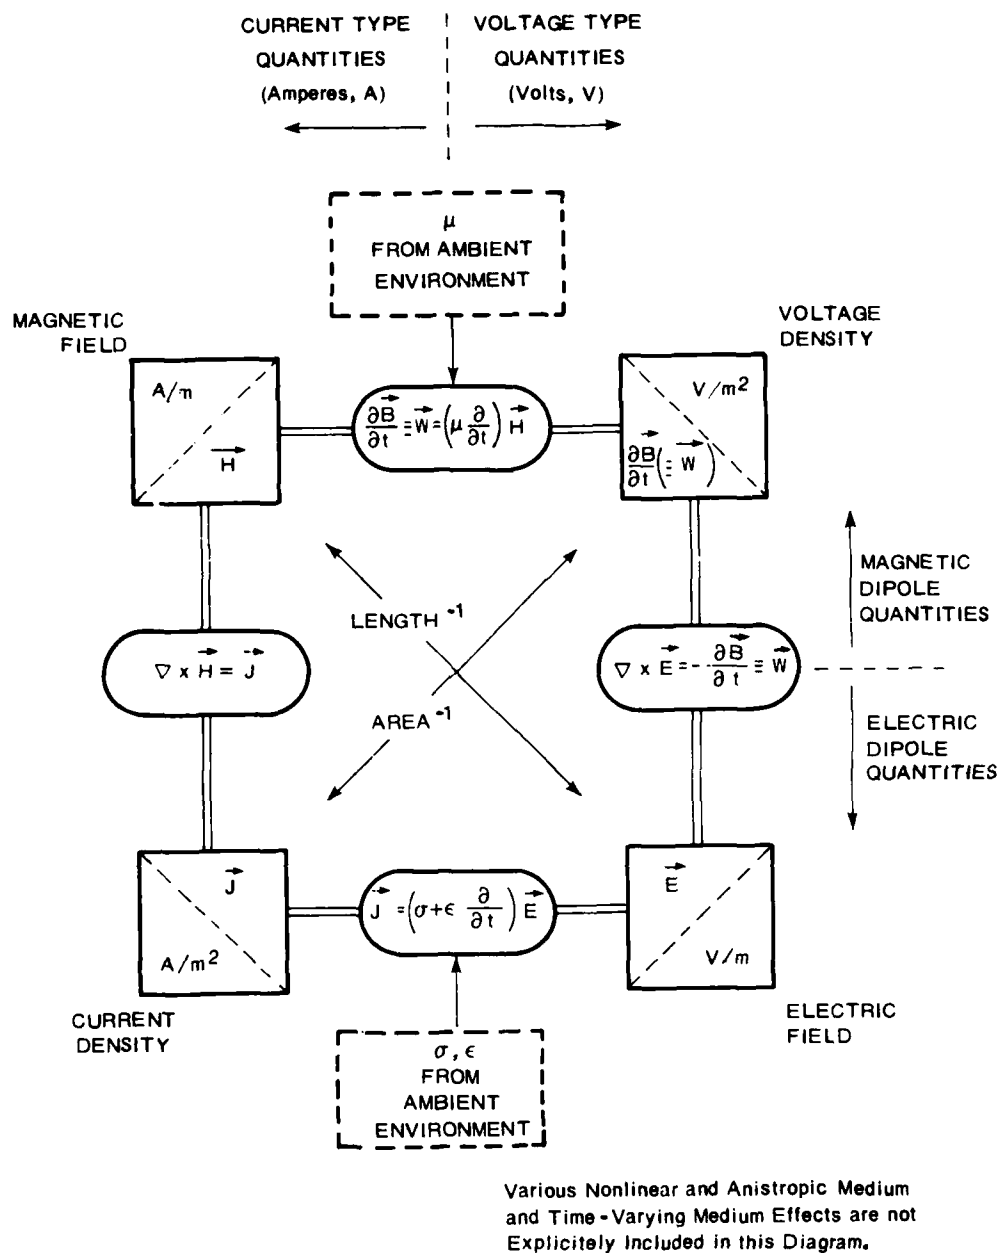 CURRENT TYPE
QUANTITIES
(Amperes, A)
VOLTAGE TYPE
QUANTITIES
(Volts, V)
μ
FROM AMBIENT
ENVIRONMENT
MAGNETIC
FIELD
VOLTAGE
DENSITY
A/m
H⃗
∂B⃗/∂t ≡ W⃗ = (μ ∂/∂t) H⃗
V/m²
∂B⃗/∂t (≡ W⃗)
MAGNETIC
DIPOLE
QUANTITIES
LENGTH⁻¹
∇ x H⃗ = J⃗
∇ x E⃗ = -∂B⃗/∂t ≡ W⃗
AREA⁻¹
ELECTRIC
DIPOLE
QUANTITIES
J⃗
A/m²
J⃗ = (σ+ϵ ∂/∂t) E⃗
E⃗
V/m
CURRENT
DENSITY
ELECTRIC
FIELD
σ, ϵ
FROM
AMBIENT
ENVIRONMENT
Various Nonlinear and Anistropic Medium
and Time-Varying Medium Effects are not
Explicitely Included in this Diagram.